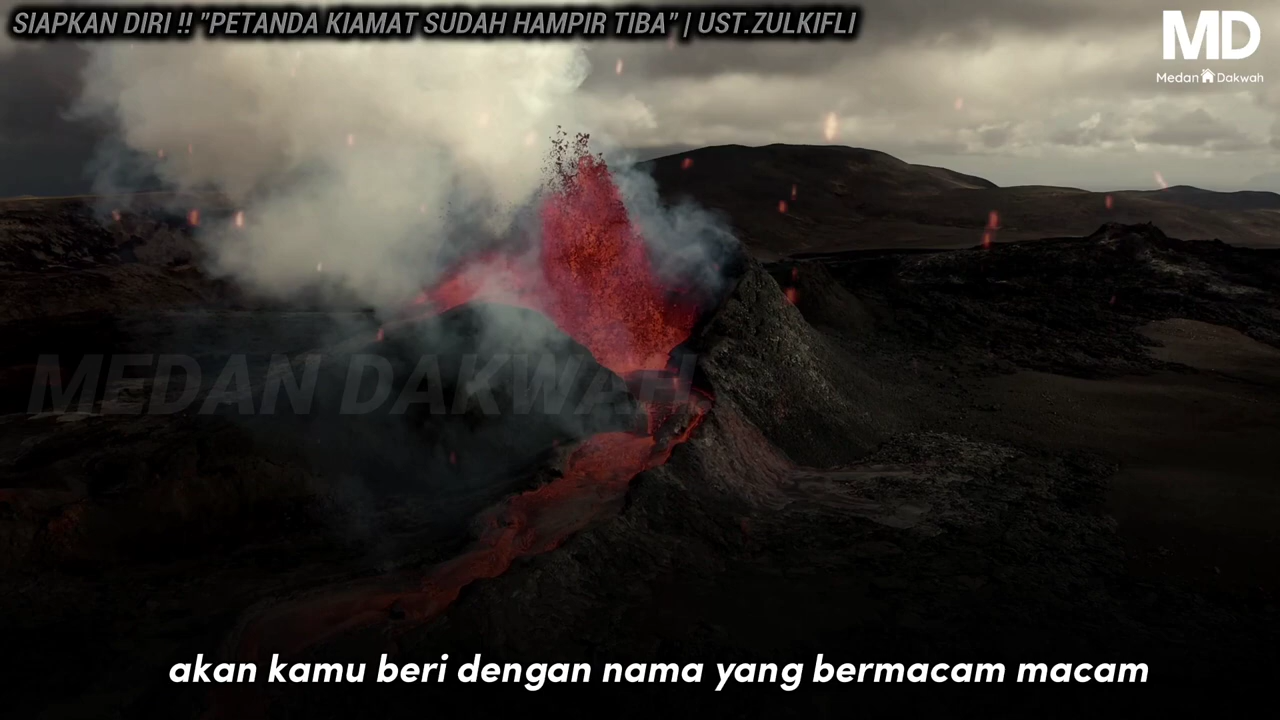 SIAPKAN DIRI !! "PETANDA KIAMAT SUDAH HAMPIR TIBA" | UST.ZULKIFLI
MD
Medan Dakwah
MEDAN DAKWAH.
akan kamu beri dengan nama yang bermacam macam